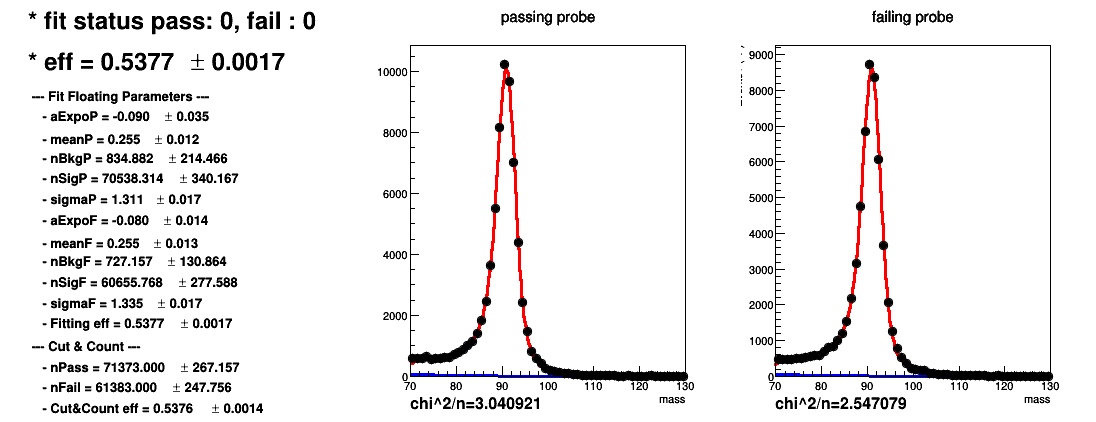 * fit status pass: 0, fail : 0
* eff = 0.5377 ± 0.0017
--- Fit Floating Parameters ---
- aExpoP = -0.090 ± 0.035
- meanP = 0.255 ± 0.012
- nBkgP = 834.882 ± 214.466
- nSigP = 70538.314 ± 340.167
- sigmaP = 1.311 ± 0.017
- aExpoF = -0.080 ± 0.014
- meanF = 0.255 ± 0.013
- nBkgF = 727.157 ± 130.864
- nSigF = 60655.768 ± 277.588
- sigmaF = 1.335 ± 0.017
- Fitting eff = 0.5377 ± 0.0017
--- Cut & Count ---
- nPass = 71373.000 ± 267.157
- nFail = 61383.000 ± 247.756
- Cut&Count eff = 0.5376 ± 0.0014
passing probe
10000
8000
6000
4000
2000
0
70 80 90 100 110 120 130
mass
chi^2/n=3.040921
failing probe
9000
8000
7000
6000
5000
4000
3000
2000
1000
0
70 80 90 100 110 120 130
mass
chi^2/n=2.547079